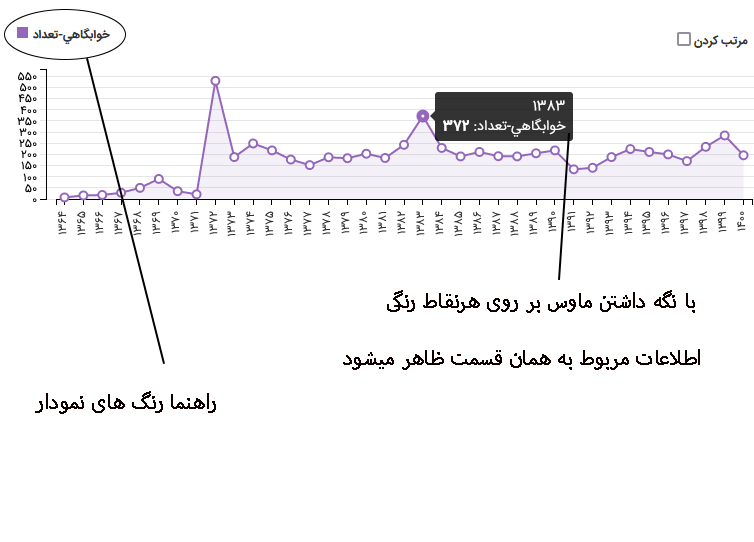 خوابگاهي-تعداد
مرتب کردن
۵۵۰
۵۰۰
۴۵۰
۴۰۰
۳۵۰
۳۰۰
۲۵۰
۲۰۰
۱۵۰
۱۰۰
۵۰
۰
۱۳۸۳
خوابگاهي-تعداد: ۳۷۲
۱۳۶۴ ۱۳۶۵ ۱۳۶۶ ۱۳۶۷ ۱۳۶۸ ۱۳۶۹ ۱۳۷۰ ۱۳۷۱ ۱۳۷۲ ۱۳۷۳ ۱۳۷۴ ۱۳۷۵ ۱۳۷۶ ۱۳۷۷ ۱۳۷۸ ۱۳۷۹ ۱۳۸۰ ۱۳۸۱ ۱۳۸۲ ۱۳۸۳ ۱۳۸۴ ۱۳۸۵ ۱۳۸۶ ۱۳۸۷ ۱۳۸۸ ۱۳۸۹ ۱۳۹۰ ۱۳۹۱ ۱۳۹۲ ۱۳۹۳ ۱۳۹۴ ۱۳۹۵ ۱۳۹۶ ۱۳۹۷ ۱۳۹۸ ۱۳۹۹ ۱۴۰۰
با نگه داشتن ماوس بر روی هرنقاط رنگی
اطلاعات مربوط به همان قسمت ظاهر میشود
راهنما رنگ های نمودار